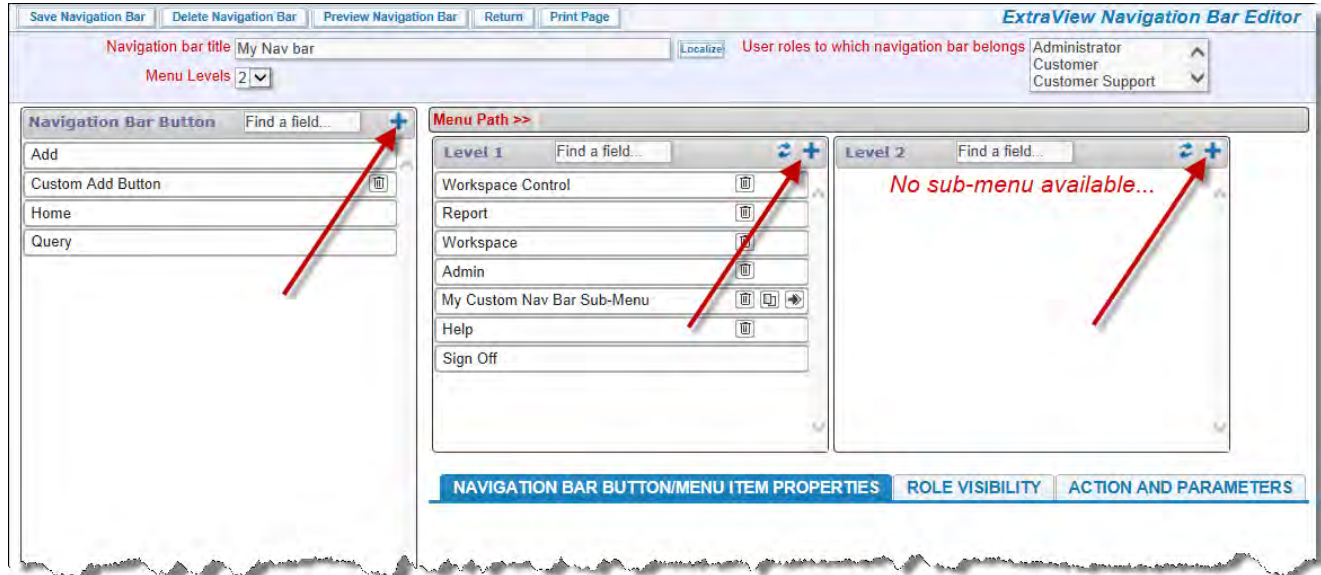 Save Navigation Bar Delete Navigation Bar Preview Navigation Bar Return Print Page ExtraView Navigation Bar Editor
Navigation bar title My Nav bar Localize User roles to which navigation bar belongs Administrator
Customer
Menu Levels 2 Customer Support
Navigation Bar Button Find a field... Menu Path >>
Add Level 1 Find a field... Level 2 Find a field...
Custom Add Button Workspace Control No sub-menu available...
Home Report
Query Workspace
Admin
My Custom Nav Bar Sub-Menu
Help
Sign Off
NAVIGATION BAR BUTTON/MENU ITEM PROPERTIES ROLE VISIBILITY ACTION AND PARAMETERS